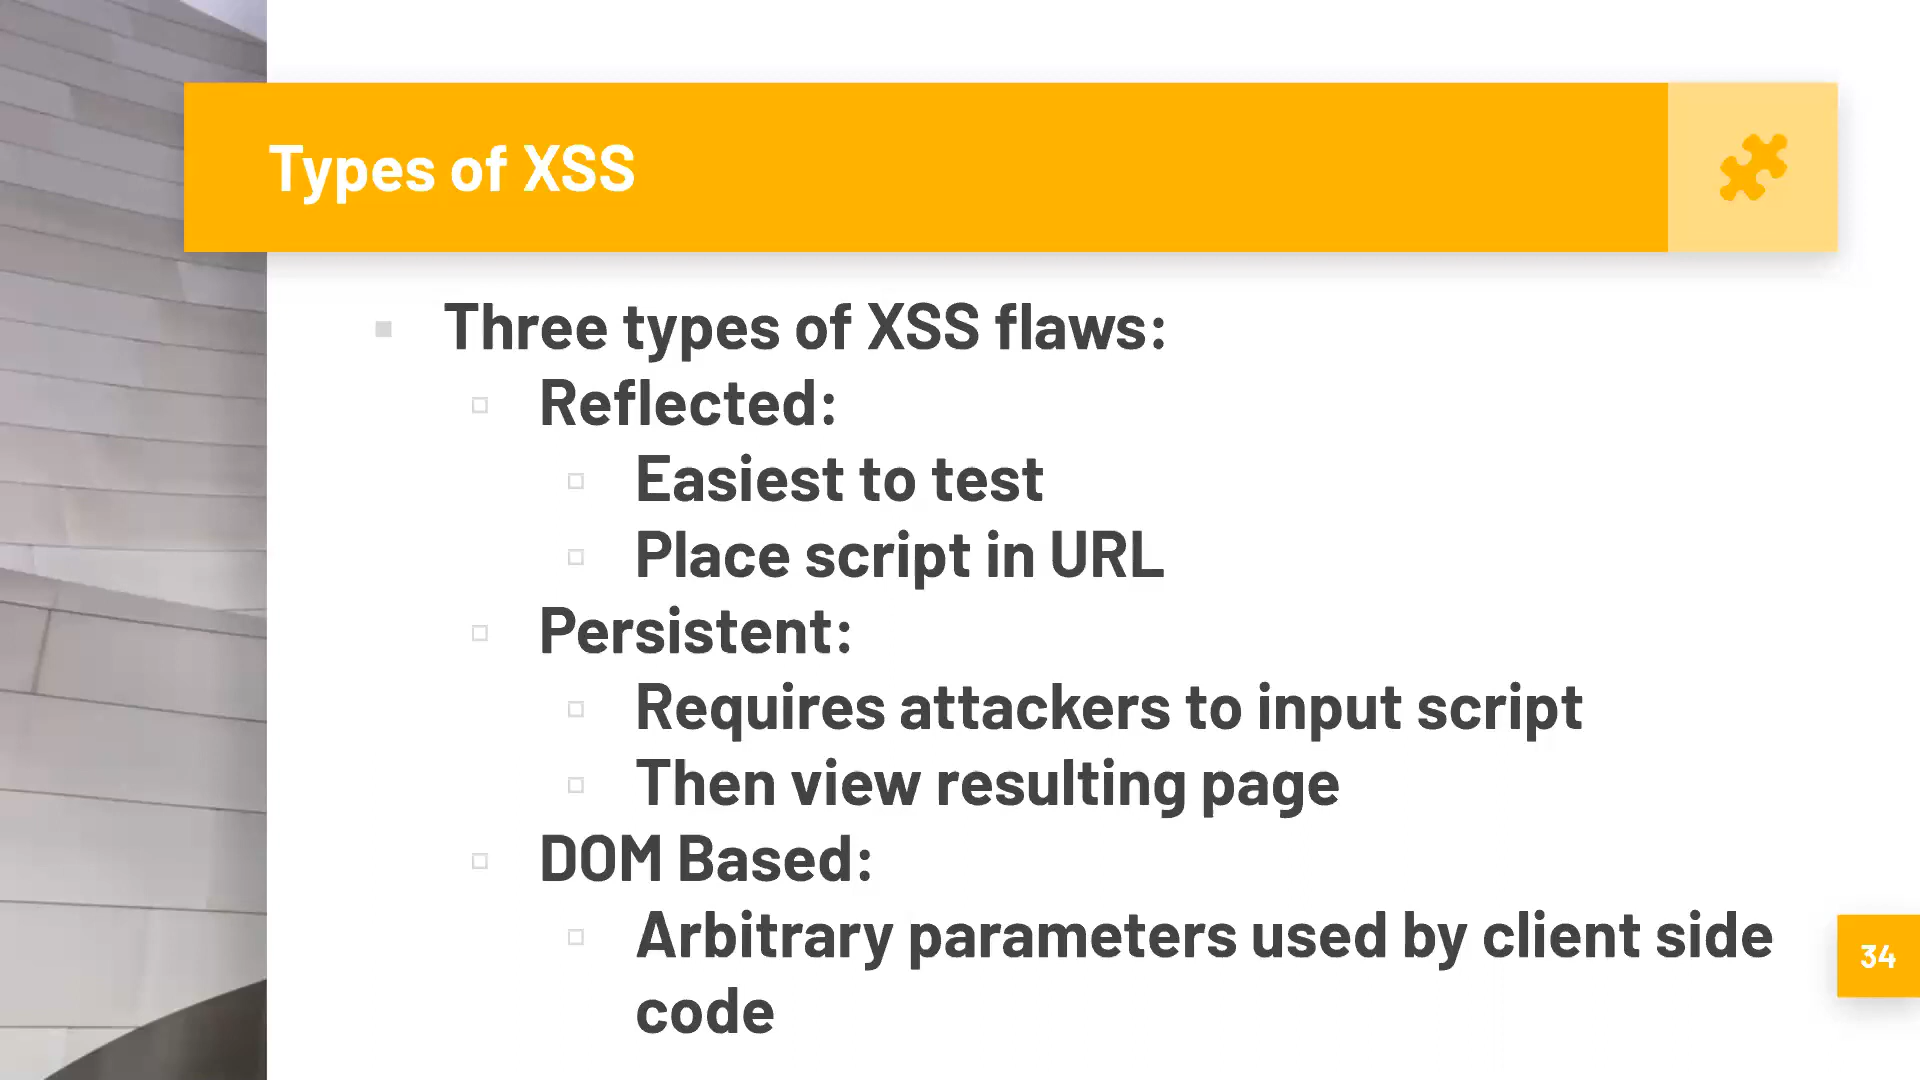 Types of XSS
Three types of XSS flaws:
Reflected:
Easiest to test
Place script in URL
Persistent:
Requires attackers to input script
Then view resulting page
DOM Based:
Arbitrary parameters used by client side
code
34